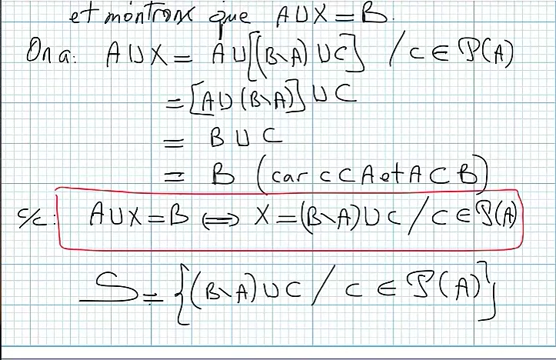 et montrons que A∪X = B.
On a : A∪X = A∪[(B\A)∪C] / C∈P(A)
= [A∪(B\A)]∪C
= B∪C
= B (car C⊂A et A⊂B)
c/c: A∪X=B ⟺ X=(B\A)∪C / C∈P(A)
S = {(B\A)∪C / C∈P(A)}